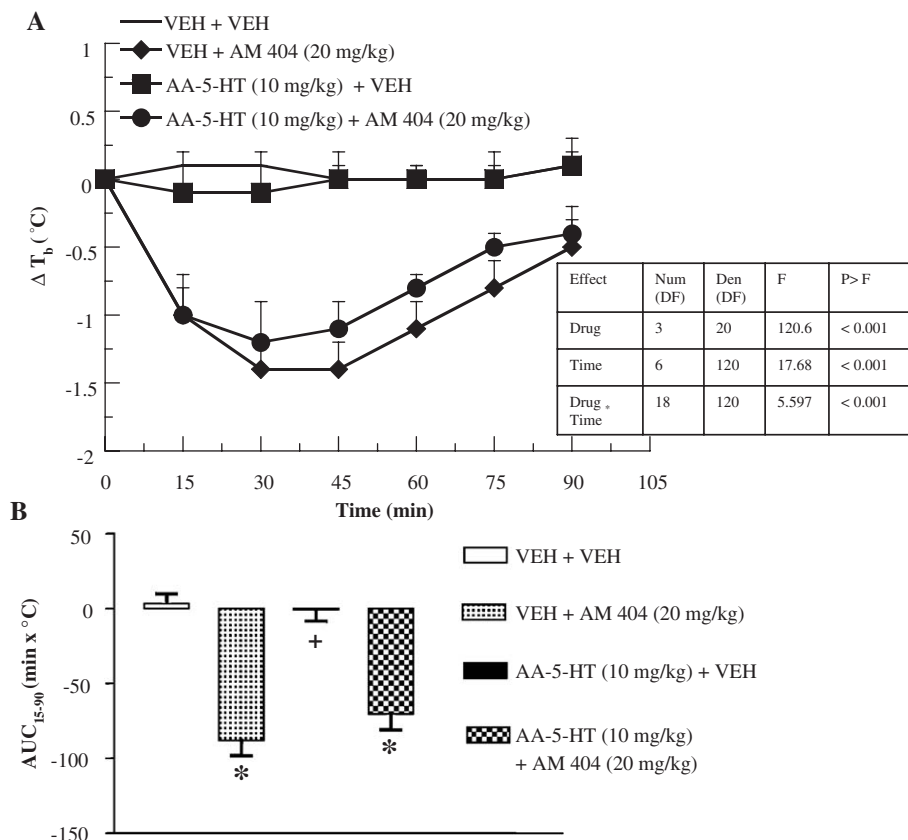 A
VEH + VEH
VEH + AM 404 (20 mg/kg)
AA-5-HT (10 mg/kg) + VEH
AA-5-HT (10 mg/kg) + AM 404 (20 mg/kg)
1
0.5
0
-0.5
-1
-1.5
-2
Δ T_b (°C)
0 15 30 45 60 75 90 105
Time (min)
Effect Num (DF) Den (DF) F P> F
Drug 3 20 120.6 < 0.001
Time 6 120 17.68 < 0.001
Drug * Time 18 120 5.597 < 0.001
B
50
0
-50
-100
-150
AUC15-90 (min x °C)
*
+
*
VEH + VEH
VEH + AM 404 (20 mg/kg)
AA-5-HT (10 mg/kg) + VEH
AA-5-HT (10 mg/kg)
+ AM 404 (20 mg/kg)